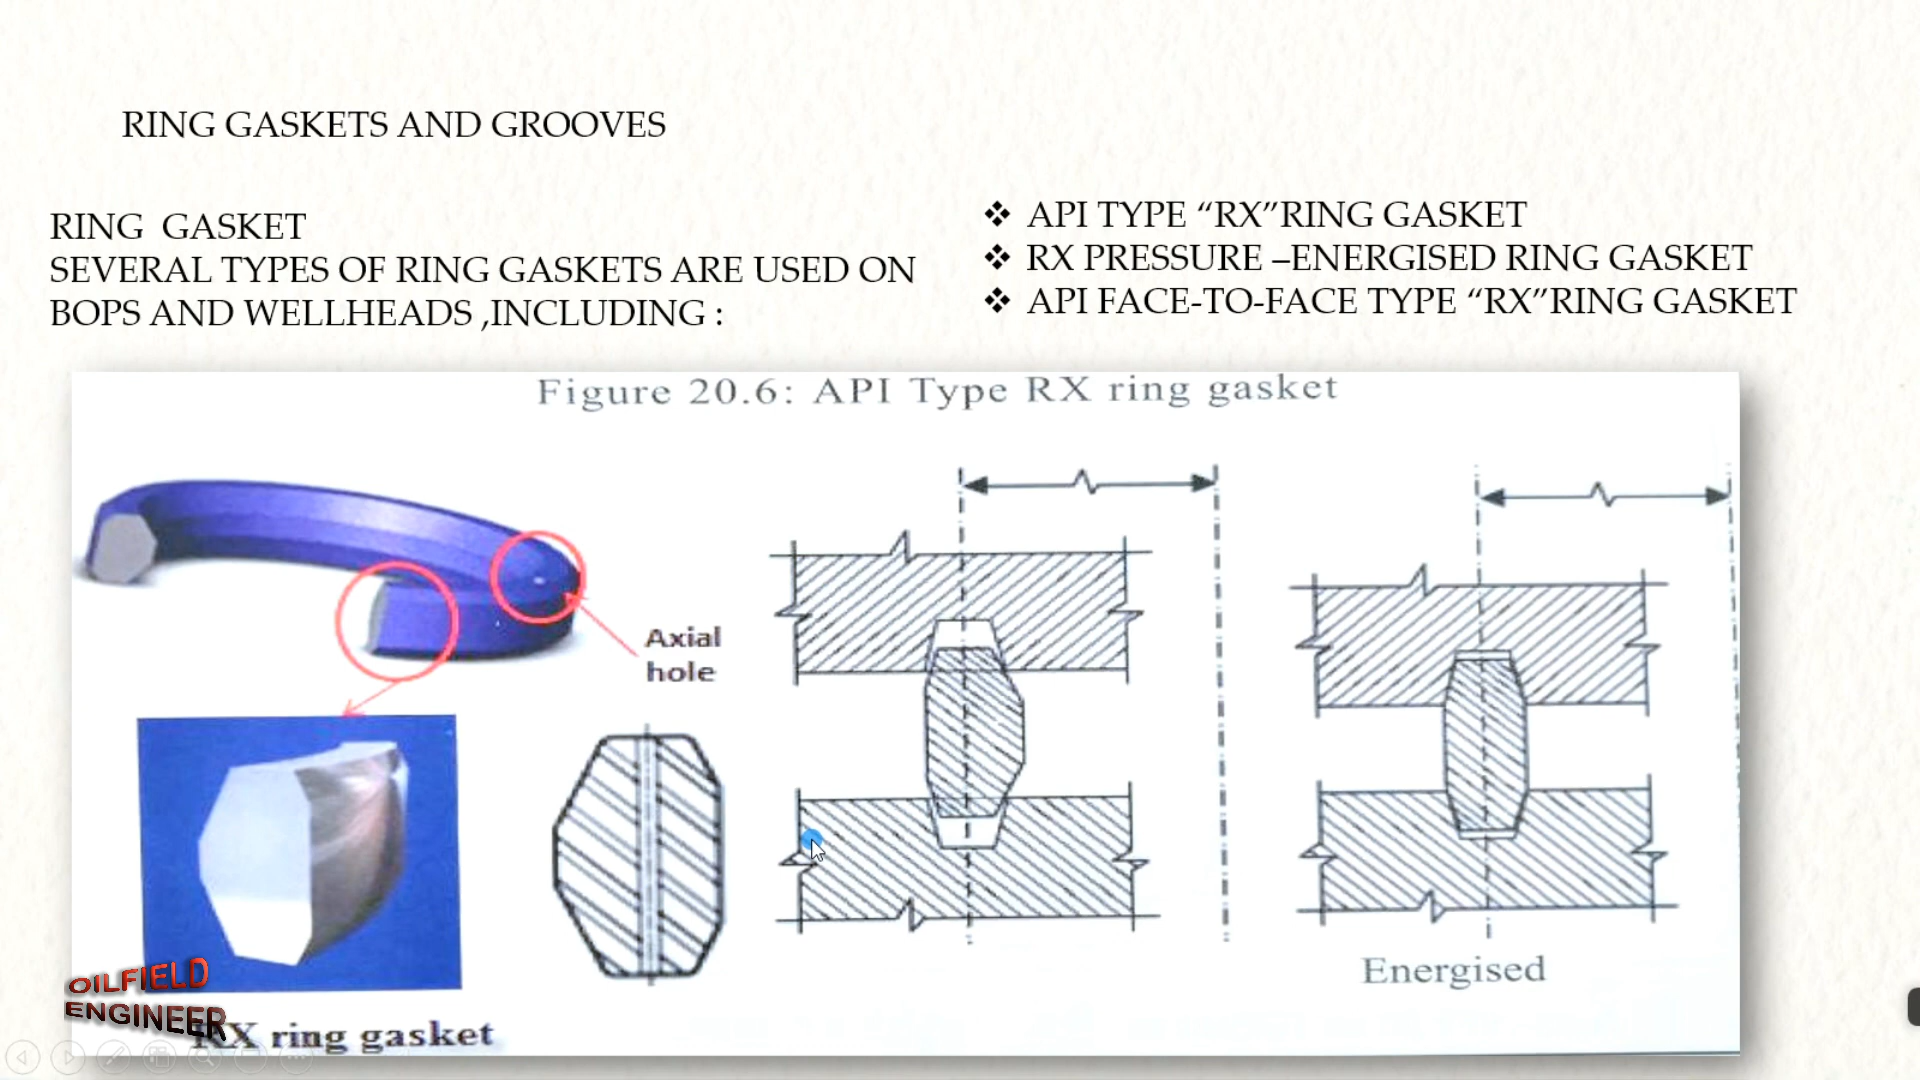 RING GASKETS AND GROOVES
RING GASKET
SEVERAL TYPES OF RING GASKETS ARE USED ON
BOPS AND WELLHEADS ,INCLUDING :
❖ API TYPE “RX”RING GASKET
❖ RX PRESSURE –ENERGISED RING GASKET
❖ API FACE-TO-FACE TYPE “RX”RING GASKET
Figure 20.6: API Type RX ring gasket
Axial
hole
Energised
OILFIELD
ENGINEER
RX ring gasket